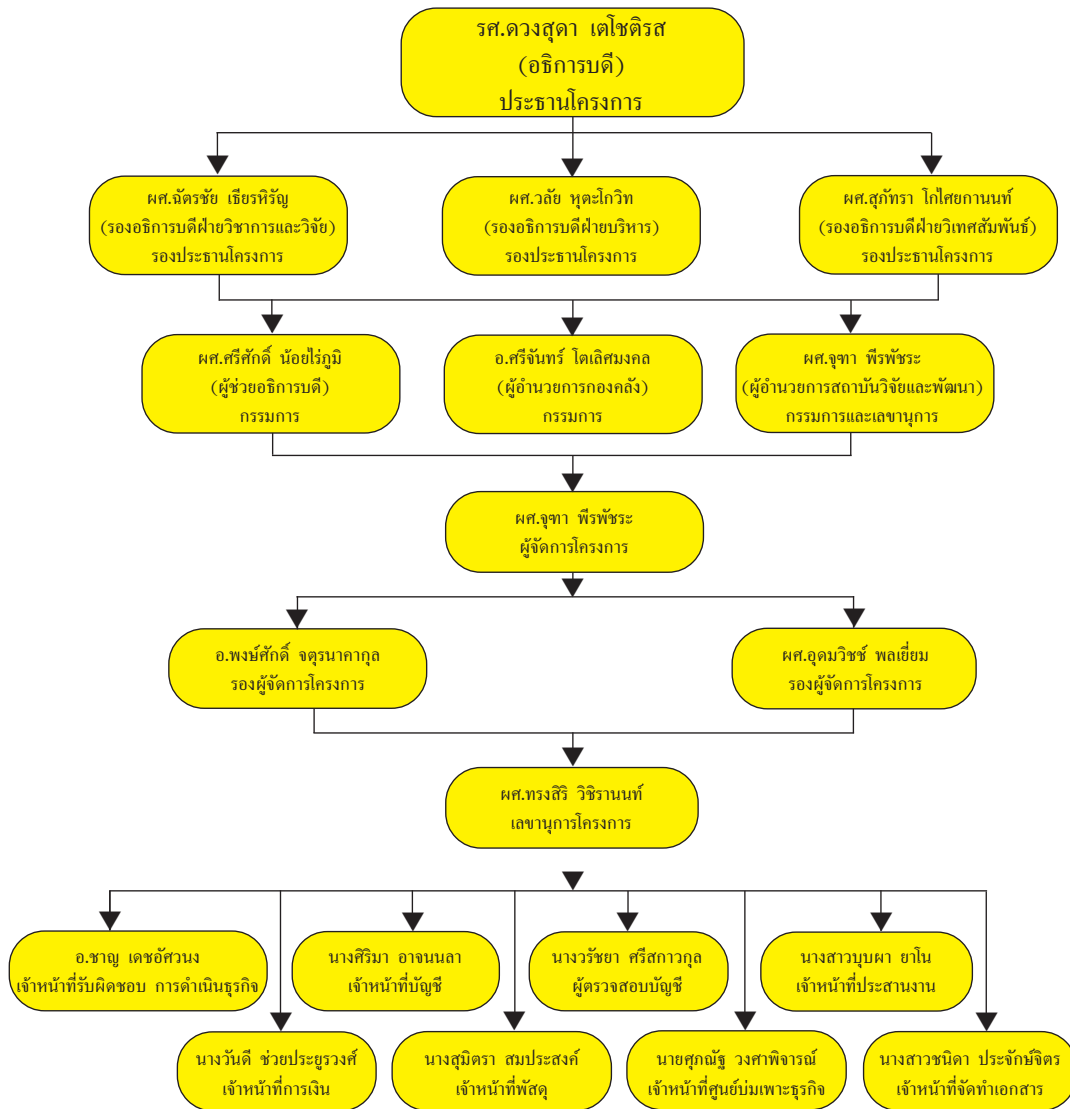 รศ.ดวงสุดา เตโชติรส
(อธิการบดี)
ประธานโครงการ
ผศ.ฉัตรชัย เธียรหิรัญ
(รองอธิการบดีฝ่ายวิชาการและวิจัย)
รองประธานโครงการ
ผศ.วลัย หุตะโกวิท
(รองอธิการบดีฝ่ายบริหาร)
รองประธานโครงการ
ผศ.สุภัทรา โกไศยกานนท์
(รองอธิการบดีฝ่ายวิเทศสัมพันธ์)
รองประธานโครงการ
ผศ.ศรีศักดิ์ น้อยไร่ภูมิ
(ผู้ช่วยอธิการบดี)
กรรมการ
อ.ศรีจันทร์ โตเลิศมงคล
(ผู้อำนวยการกองคลัง)
กรรมการ
ผศ.จุฑา พีรพัชระ
(ผู้อำนวยการสถาบันวิจัยและพัฒนา)
กรรมการและเลขานุการ
ผศ.จุฑา พีรพัชระ
ผู้จัดการโครงการ
อ.พงษ์ศักดิ์ จตุรนาคากุล
รองผู้จัดการโครงการ
ผศ.อุดมวิชช์ พลเยี่ยม
รองผู้จัดการโครงการ
ผศ.ทรงสิริ วิชิรานนท์
เลขานุการโครงการ
อ.ชาญ เดชอัศวนง
เจ้าหน้าที่รับผิดชอบ การดำเนินธุรกิจ
นางศิริมา อาจนนลา
เจ้าหน้าที่บัญชี
นางวรัชยา ศรีสกาวกุล
ผู้ตรวจสอบบัญชี
นางสาวบุบผา ยาโน
เจ้าหน้าที่ประสานงาน
นางวันดี ช่วยประยูรวงศ์
เจ้าหน้าที่การเงิน
นางสุมิตรา สมประสงค์
เจ้าหน้าที่พัสดุ
นายศุภณัฐ วงศาพิจารณ์
เจ้าหน้าที่ศูนย์บ่มเพาะธุรกิจ
นางสาวชนิดา ประจักษ์จิตร
เจ้าหน้าที่จัดทำเอกสาร